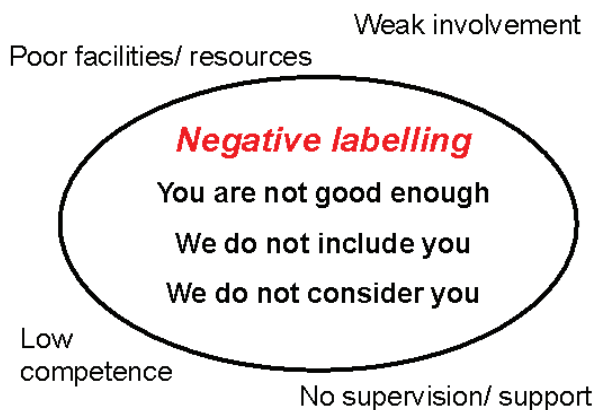 Weak involvement
Poor facilities/ resources
Negative labelling
You are not good enough
We do not include you
We do not consider you
Low
competence
No supervision/ support